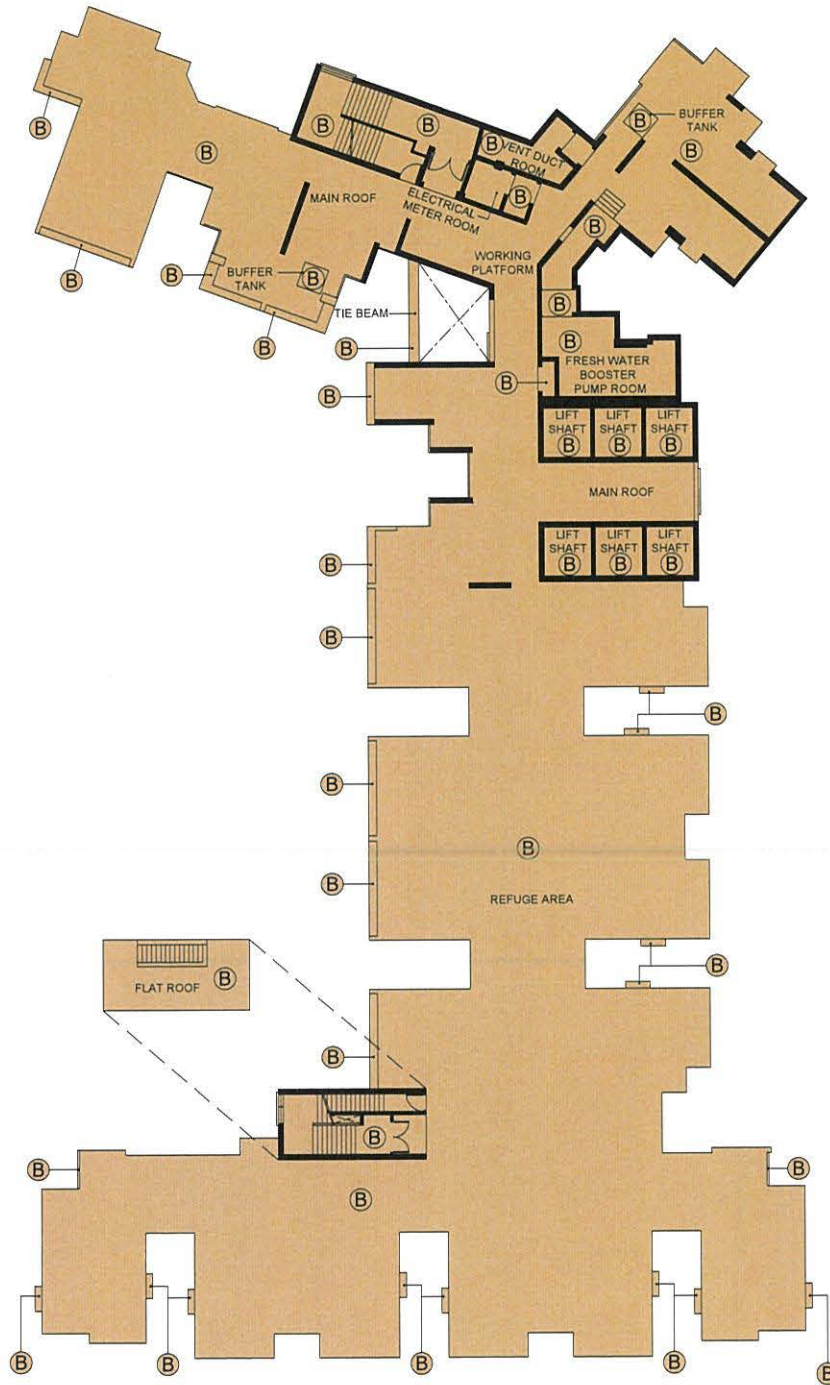 B
B
B
B
BUFFER
TANK
B
B
VENT DUCT
ROOM
B
B
MAIN ROOF
ELECTRICAL
METER ROOM
B
B
B
WORKING
PLATFORM
BUFFER
TANK
B
B
TIE BEAM
B
B
B
B
FRESH WATER
BOOSTER
PUMP ROOM
B
B
LIFT
SHAFT
B
LIFT
SHAFT
B
LIFT
SHAFT
B
MAIN ROOF
LIFT
SHAFT
B
LIFT
SHAFT
B
LIFT
SHAFT
B
B
B
B
B
B
B
REFUGE AREA
B
FLAT ROOF
B
B
B
B
B
B
B
B
B
B
B
B